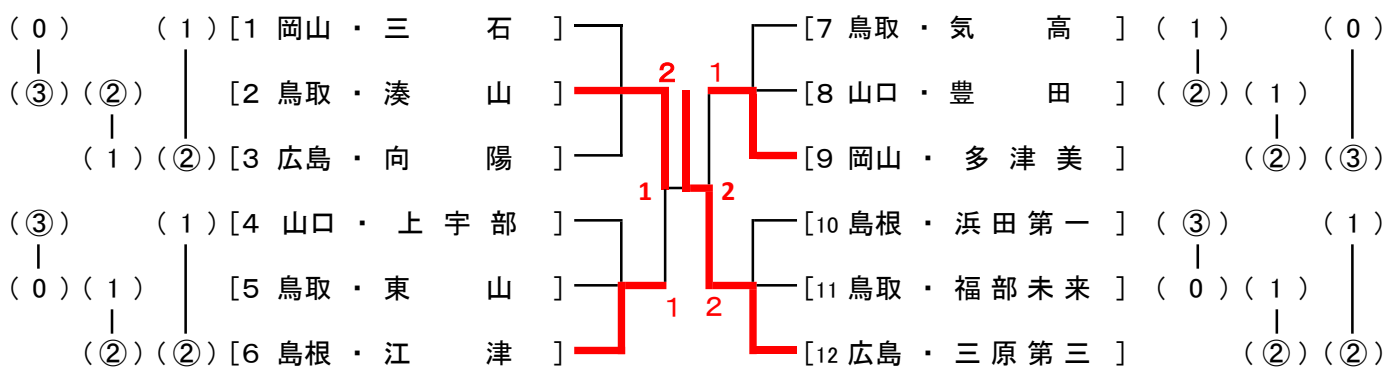 ( 0 ) ( 1 ) [1 岡山 ・ 三 石 ] [7 鳥取 ・ 気 高 ] ( 1 ) ( 0 )
2 1
( ③ ) ( ② ) [2 鳥取 ・ 湊 山 ] [8 山口 ・ 豊 田 ] ( ② ) ( 1 )
( 1 ) ( ② ) [3 広島 ・ 向 陽 ] [9 岡山 ・ 多 津 美 ] ( ② ) ( ③ )
1 2
( ③ ) ( 1 ) [4 山口 ・ 上 宇 部 ] [10 島根 ・ 浜 田 第 一 ] ( ③ ) ( 1 )
( 0 ) ( 1 ) [5 鳥取 ・ 東 山 ] [11 鳥取 ・ 福 部 未 来 ] ( 0 ) ( 1 )
1 2
( ② ) ( ② ) [6 島根 ・ 江 津 ] [12 広島 ・ 三 原 第 三 ] ( ② ) ( ② )